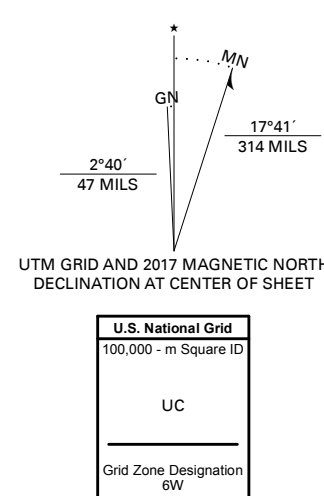 ★
MN
GN
17°41´
314 MILS
2°40´
47 MILS
UTM GRID AND 2017 MAGNETIC NORTH
DECLINATION AT CENTER OF SHEET
U.S. National Grid
100,000 - m Square ID
UC
Grid Zone Designation
6W